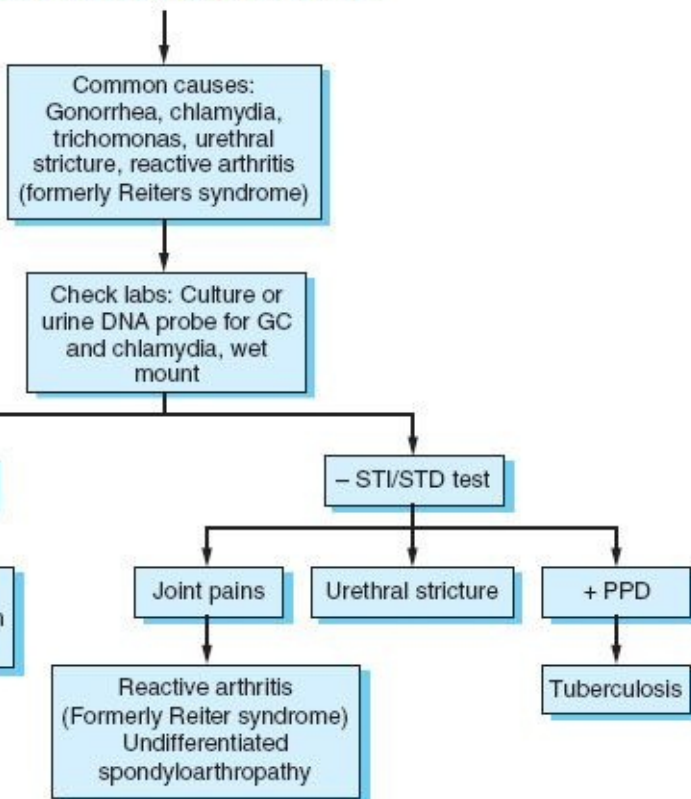 Common causes:
Gonorrhea, chlamydia,
trichomonas, urethral
stricture, reactive arthritis
(formerly Reiters syndrome)
Check labs: Culture or
urine DNA probe for GC
and chlamydia, wet
mount
– STI/STD test
Joint pains
Urethral stricture
+ PPD
Reactive arthritis
(Formerly Reiter syndrome)
Undifferentiated
spondyloarthropathy
Tuberculosis